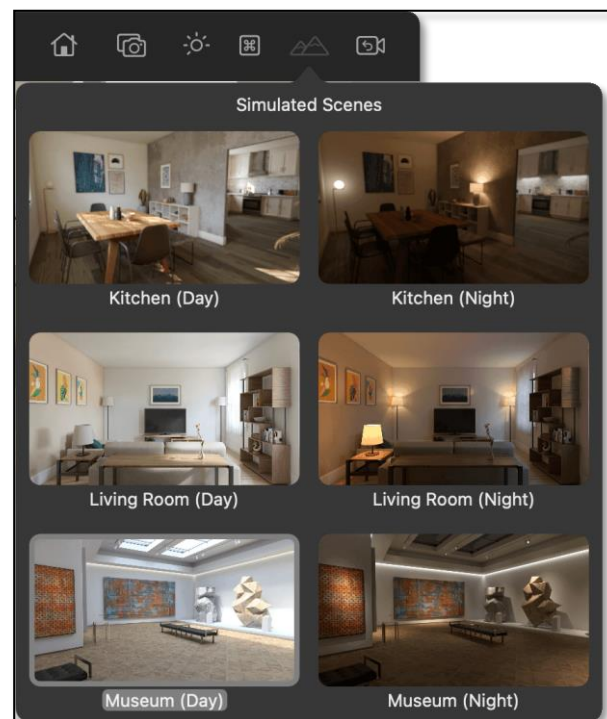 Simulated Scenes
Kitchen (Day)
Kitchen (Night)
Living Room (Day)
Living Room (Night)
Museum (Day)
Museum (Night)